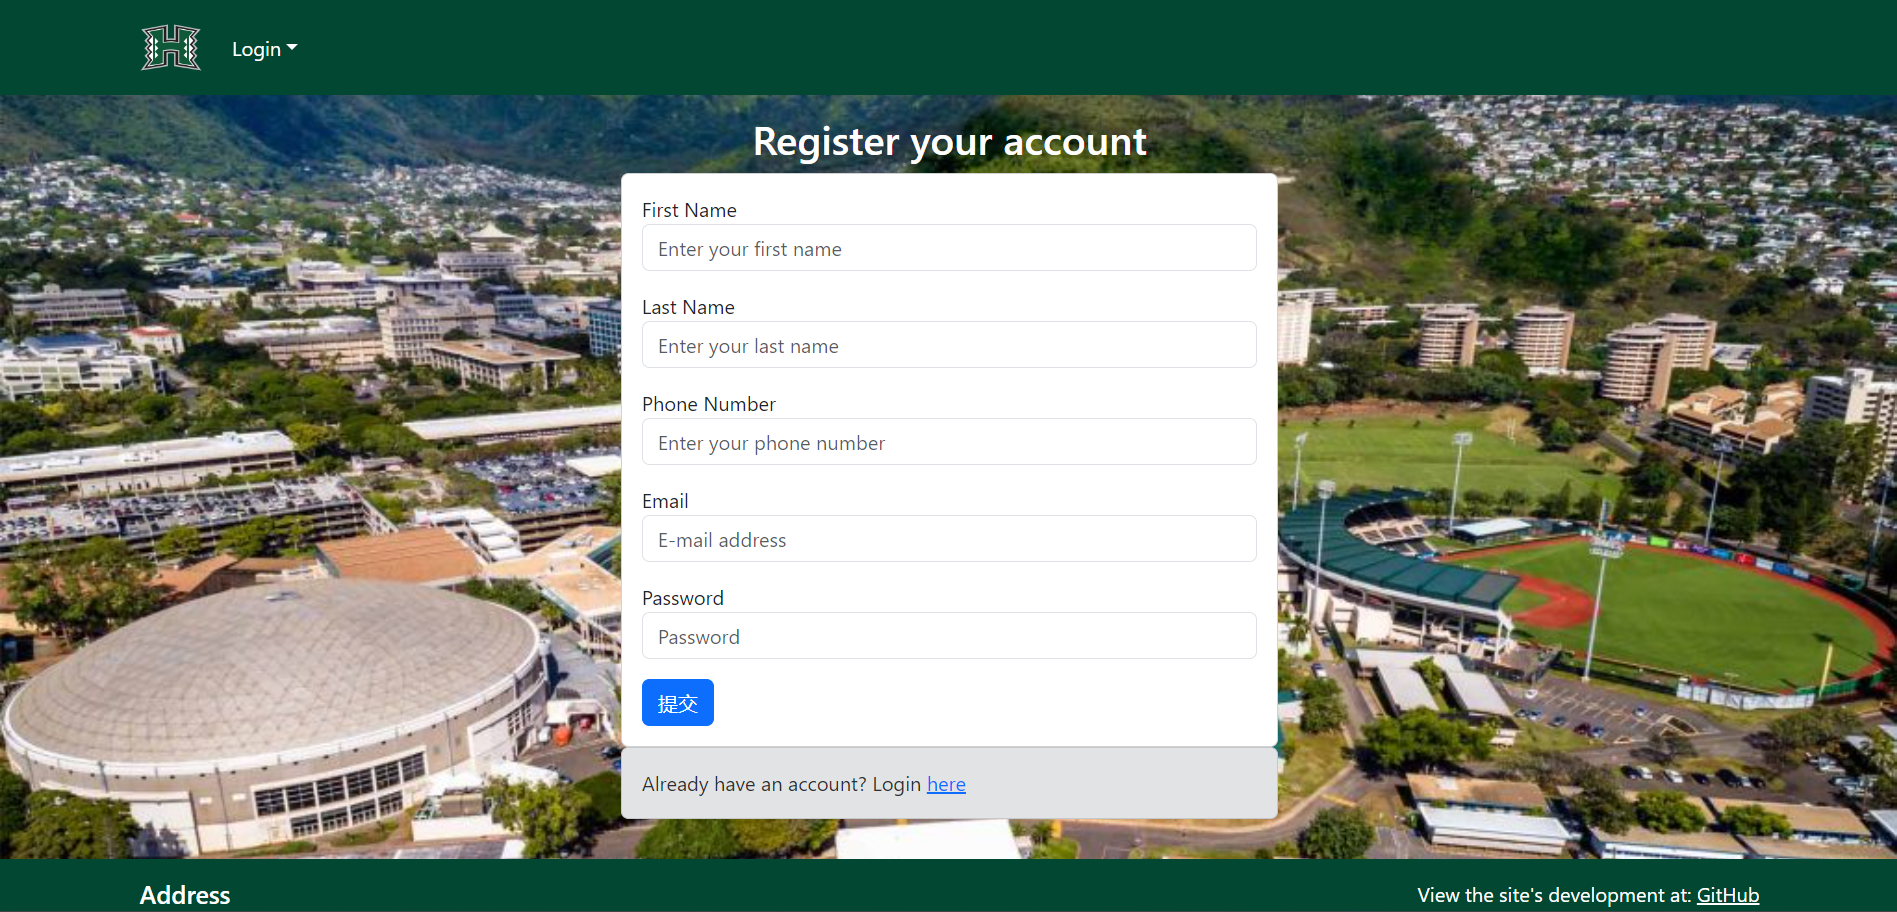 Login
Register your account
First Name
Enter your first name
Last Name
Enter your last name
Phone Number
Enter your phone number
Email
E-mail address
Password
Password
提交
Already have an account? Login here
Address
View the site's development at: GitHub